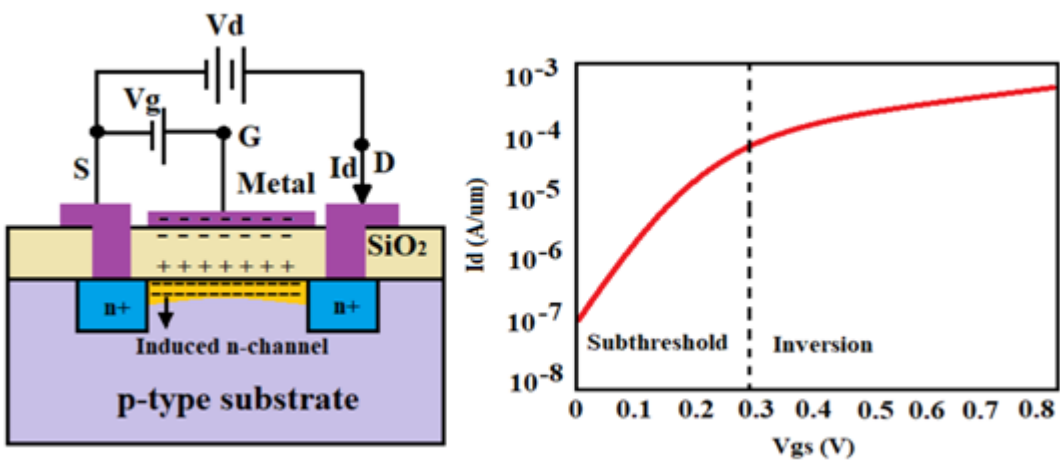 Vd
Vg
G
S
Id D
Metal
- - - - - - -
- - - - - - -
SiO₂
+ + + + + + +
n+
n+
Induced n-channel
p-type substrate
10⁻³
10⁻⁴
10⁻⁵
10⁻⁶
10⁻⁷
10⁻⁸
Id (A/um)
Subthreshold
Inversion
0 0.1 0.2 0.3 0.4 0.5 0.6 0.7 0.8
Vgs (V)